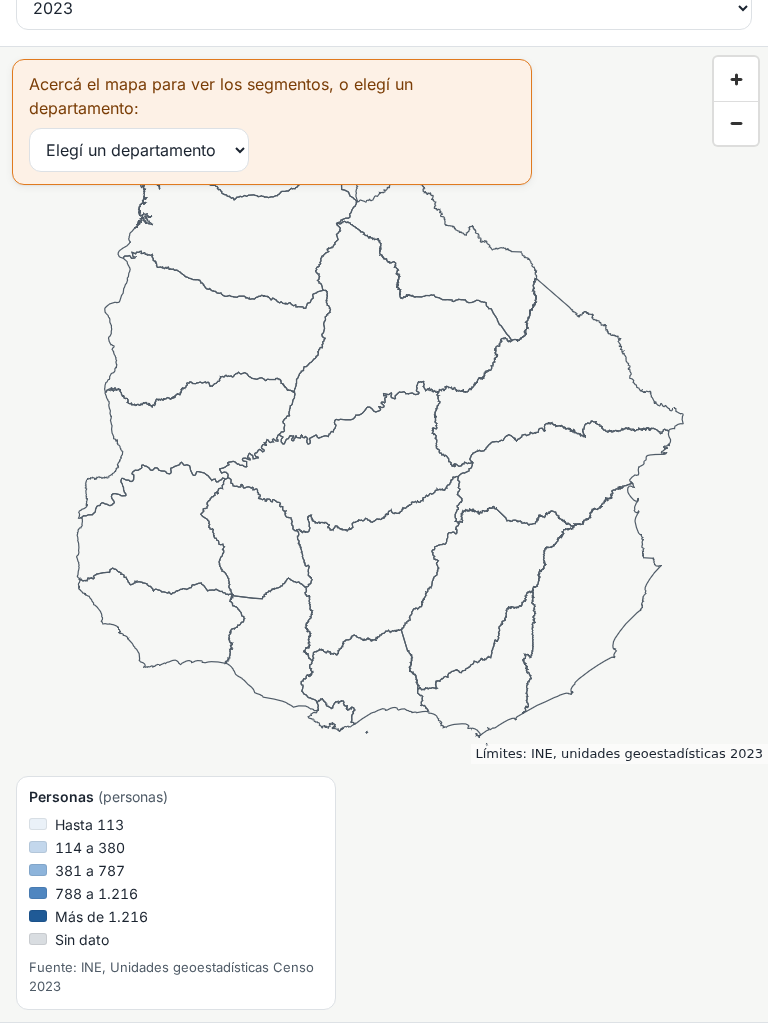 2023
Acercá el mapa para ver los segmentos, o elegí un
departamento:
Elegí un departamento
+
−
Límites: INE, unidades geoestadísticas 2023
Personas (personas)
Hasta 113
114 a 380
381 a 787
788 a 1.216
Más de 1.216
Sin dato
Fuente: INE, Unidades geoestadísticas Censo
2023